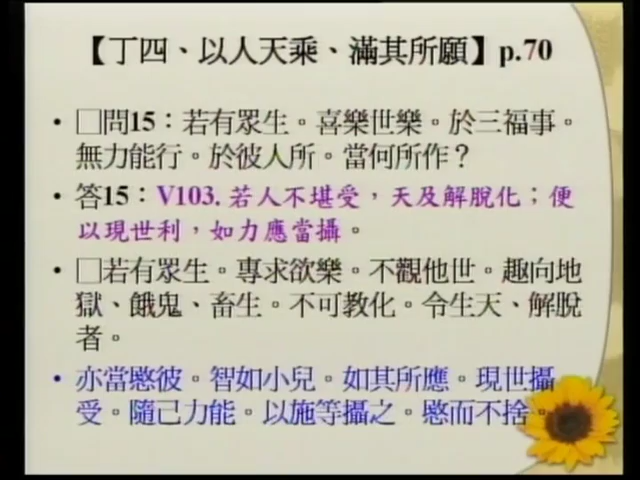 【丁四、以人天乘、滿其所願】p.70
• □問15：若有眾生。喜樂世樂。於三福事。
無力能行。於彼人所。當何所作？
• 答15：V103. 若人不堪受，天及解脫化；便
以現世利，如力應當攝。
• □若有眾生。專求欲樂。不觀他世。趣向地
獄、餓鬼、畜生。不可教化。令生天、解脫
者。
• 亦當愍彼。智如小兒。如其所應。現世攝
受。隨己力能。以施等攝之。愍而不捨。